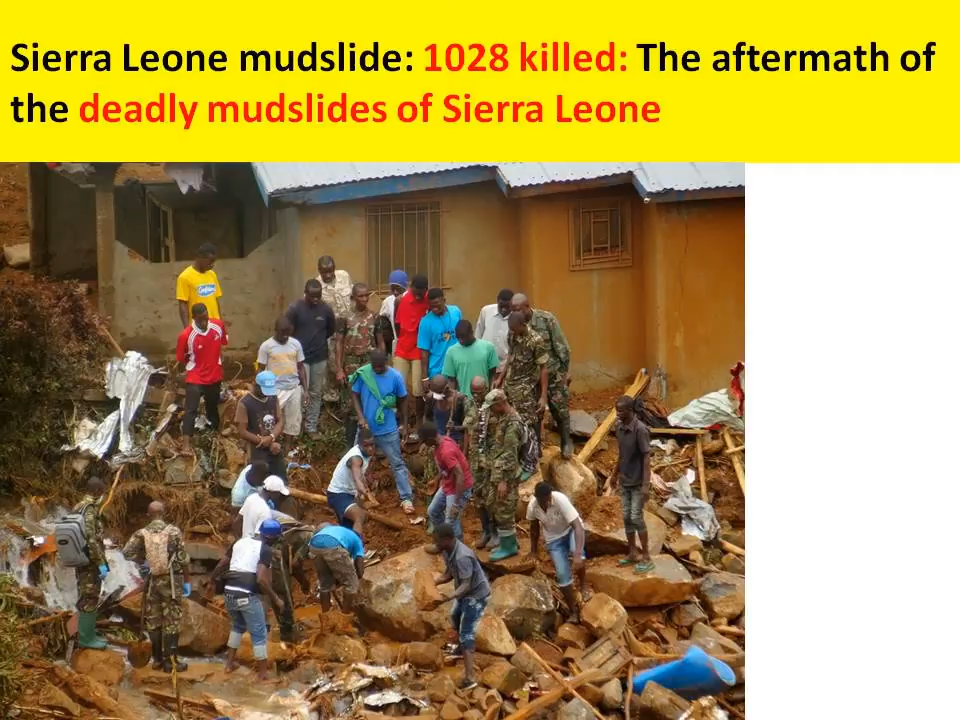 Sierra Leone mudslide: 1028 killed: The aftermath of
the deadly mudslides of Sierra Leone